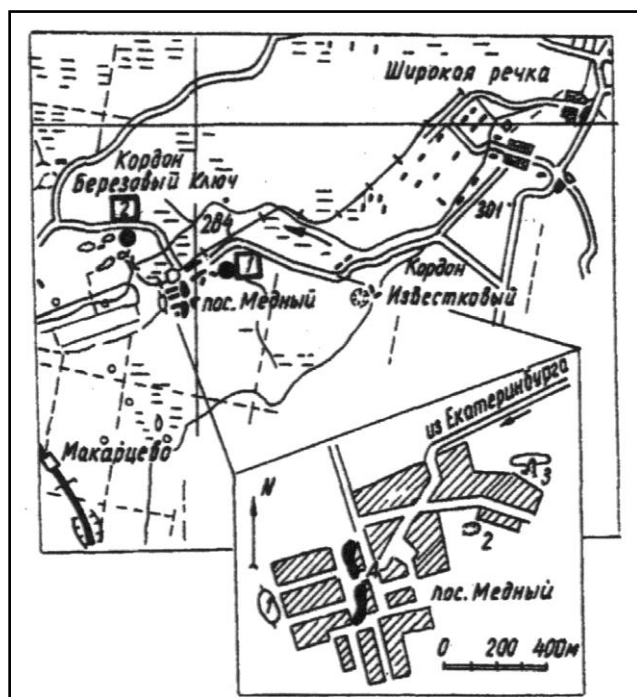 Широкая речка
Кордон
Березовый Ключ
2
284
301
1
пос. Медный
Кордон
Известковый
Макарцево
из Екатеринбурга
N
3
2
А
1
пос. Медный
0 200 400м